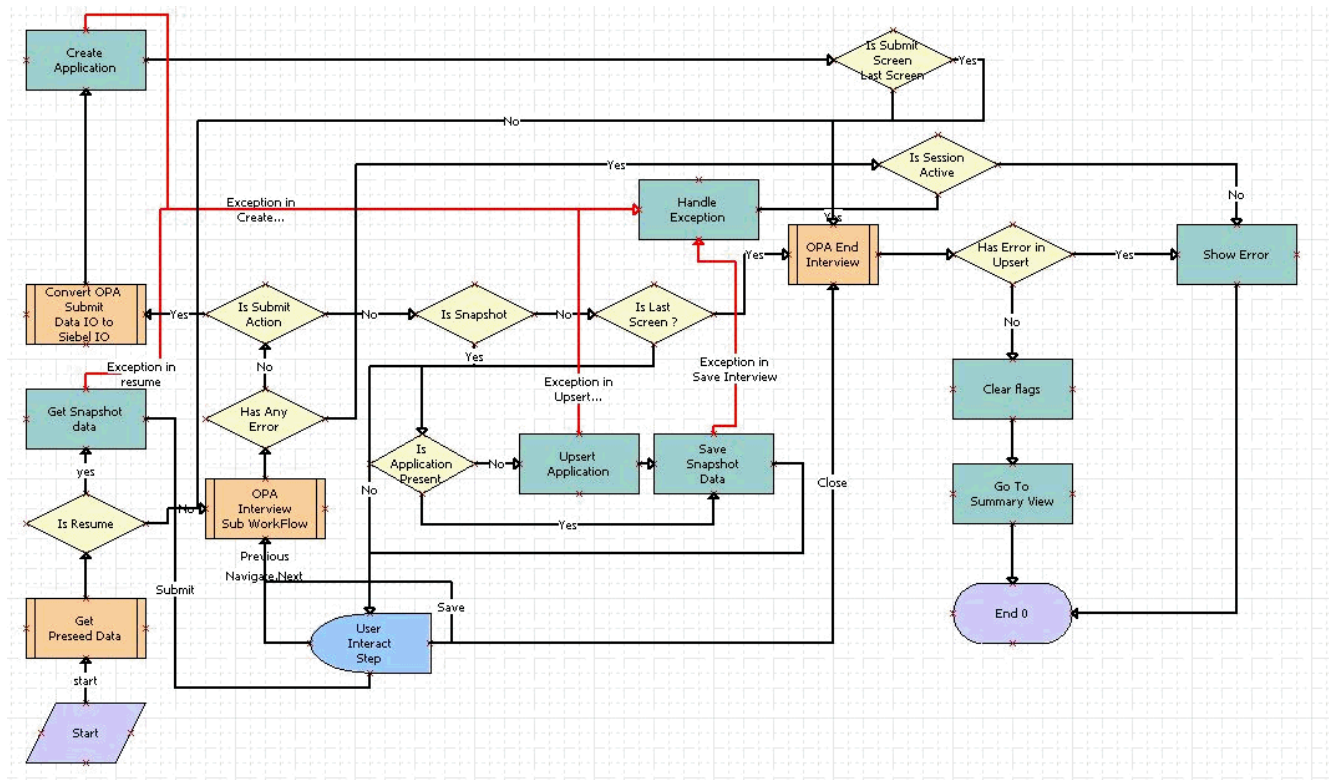 Create
Application
Is Submit
Screen
Last Screen
Yes
No
Yes
Is Session
Active
No
Handle
Exception
Exception in
Create...
Yes
OPA End
Interview
Has Error in
Upsert
Yes
Show Error
Yes
Convert OPA
Submit
Data IO to
Siebel IO
Yes
Is Submit
Action
No
Is Snapshot
No
Is Last
Screen ?
No
Yes
No
Exception in
resume
Exception in
Upsert...
Exception in
Save Interview
Get Snapshot
data
Has Any
Error
Clear flags
Is
Application
Present
No
Upsert
Application
Save
Snapshot
Data
yes
No
Close
Is Resume
No
OPA
Interview
Sub WorkFlow
Yes
Go To
Summary View
Previous
Navigate,Next
Submit
Save
Get
Preseed Data
User
Interact
Step
End 0
start
Start